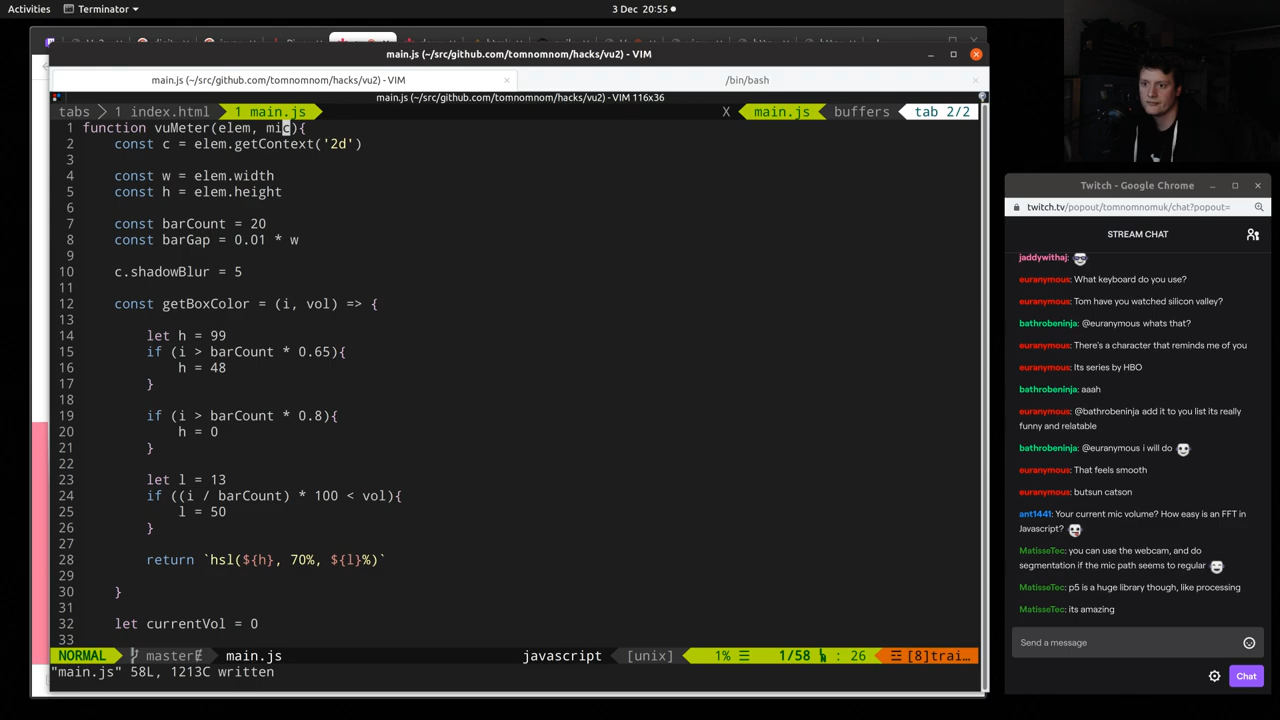 Activities
Terminator
3 Dec 20:55
main.js (~/src/github.com/tomnomnom/hacks/vu2) - VIM
main.js (~/src/github.com/tomnomnom/hacks/vu2) - VIM
/bin/bash
main.js (~/src/github.com/tomnomnom/hacks/vu2) - VIM 116x36
tabs 1 index.html 1 main.js X main.js buffers tab 2/2
1 function vuMeter(elem, mic){
2 const c = elem.getContext('2d')
3
4 const w = elem.width
5 const h = elem.height
6
7 const barCount = 20
8 const barGap = 0.01 * w
9
10 c.shadowBlur = 5
11
12 const getBoxColor = (i, vol) => {
13
14 let h = 99
15 if (i > barCount * 0.65){
16 h = 48
17 }
18
19 if (i > barCount * 0.8){
20 h = 0
21 }
22
23 let l = 13
24 if ((i / barCount) * 100 < vol){
25 l = 50
26 }
27
28 return `hsl(${h}, 70%, ${l}%)`
29
30 }
31
32 let currentVol = 0
33
NORMAL master main.js javascript [unix] 1% 1/58 : 26 [8]trai…
"main.js" 58L, 1213C written
Twitch - Google Chrome
twitch.tv/popout/tomnomnomuk/chat?popout=
STREAM CHAT
jaddywithaj:
euranymous: What keyboard do you use?
euranymous: Tom have you watched silicon valley?
bathrobeninja: @euranymous whats that?
euranymous: There's a character that reminds me of you
euranymous: Its series by HBO
bathrobeninja: aaah
euranymous: @bathrobeninja add it to you list its really
funny and relatable
bathrobeninja: @euranymous i will do
euranymous: That feels smooth
euranymous: butsun catson
ant1441: Your current mic volume? How easy is an FFT in
Javascript?
MatisseTec: you can use the webcam, and do
segmentation if the mic path seems to regular
MatisseTec: p5 is a huge library though, like processing
MatisseTec: its amazing
Send a message
Chat